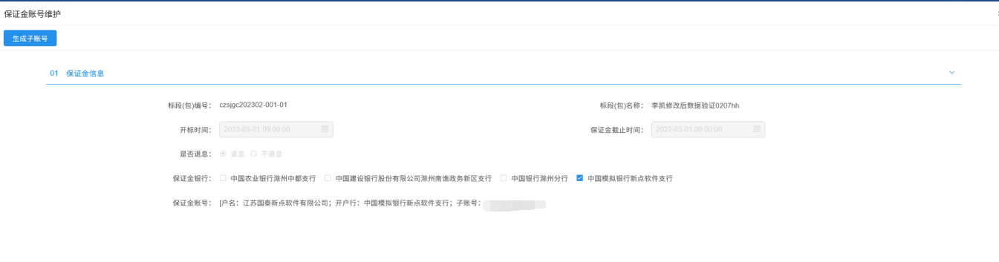 保证金账号维护
生成子账号
01 保证金信息
标段(包)编号： czsjgc202302-001-01 标段(包)名称： 李凯修改后数据验证0207hh
开标时间： 2023-03-01 09:00:00 保证金截止时间： 2023-03-01 09:00:00
是否退息： 退息 不退息
保证金银行： 中国农业银行滁州中都支行 中国建设银行股份有限公司滁州南谯政务新区支行 中国银行滁州分行 中国模拟银行新点软件支行
保证金账号： [户名：江苏国泰新点软件有限公司；开户行：中国模拟银行新点软件支行；子账号：